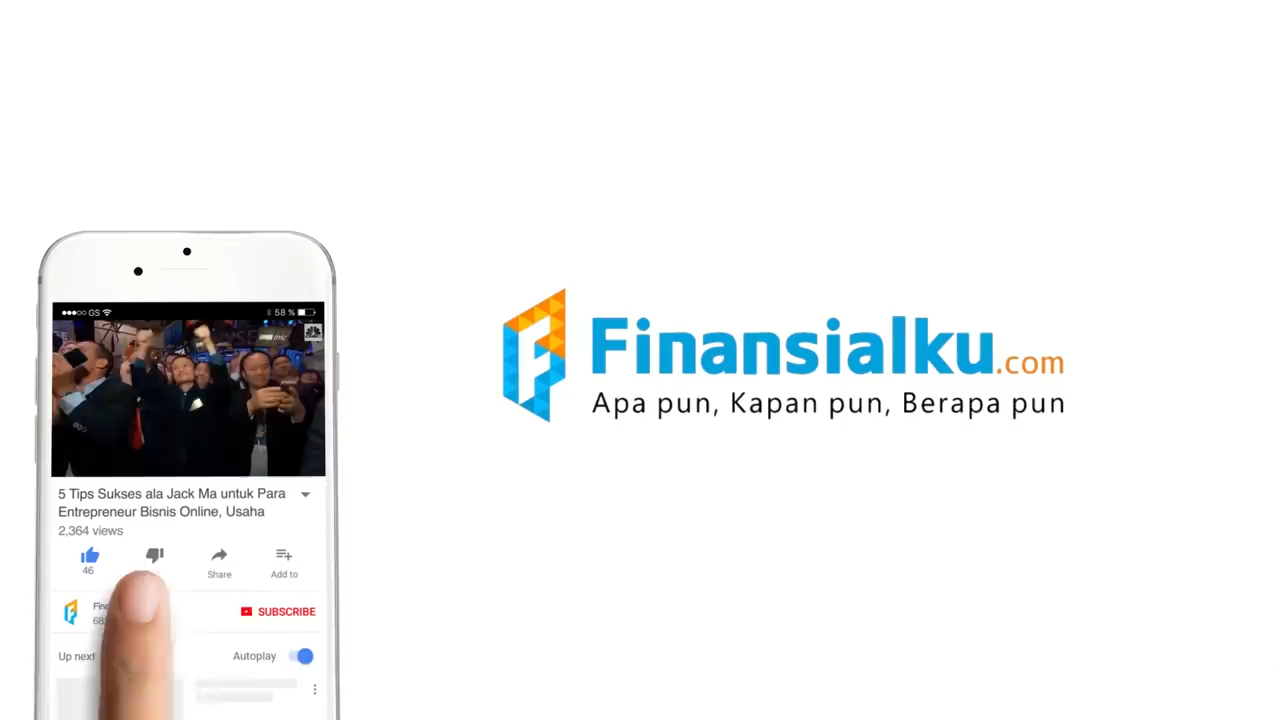 GS
58 %
5 Tips Sukses ala Jack Ma untuk Para
Entrepreneur Bisnis Online, Usaha
2,364 views
46
Share
Add to
SUBSCRIBE
Up next
Autoplay
Finansialku.com
Apa pun, Kapan pun, Berapa pun